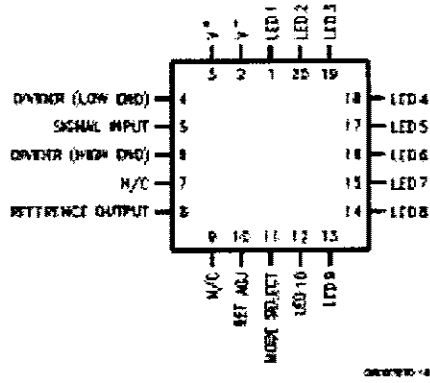 V+ V- LED 1 LED 2 LED 3
3 2 1 20 19
DIVIDER (LOW END) 4 18 LED 4
SIGNAL INPUT 5 17 LED 5
DIVIDER (HIGH END) 6 16 LED 6
N/C 7 15 LED 7
REFERENCE OUTPUT 8 14 LED 8
9 10 11 12 13
N/C REF ADJ MODE SELECT LED 10 LED 9